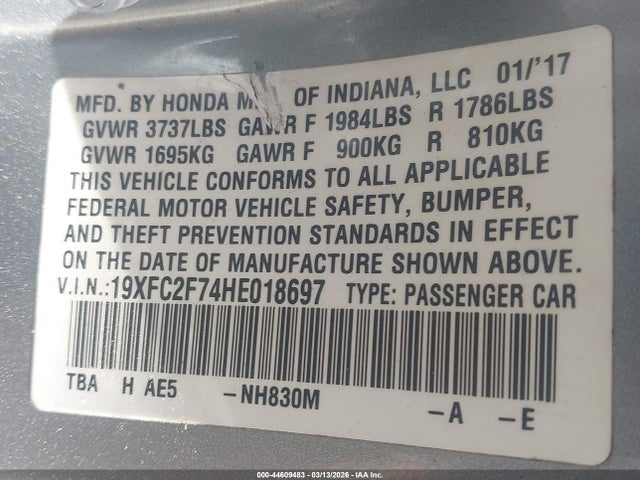 MFD. BY HONDA M OF INDIANA, LLC 01/'17
GVWR 3737LBS GAWR F 1984LBS R 1786LBS
GVWR 1695KG GAWR F 900KG R 810KG
THIS VEHICLE CONFORMS TO ALL APPLICABLE
FEDERAL MOTOR VEHICLE SAFETY, BUMPER,
AND THEFT PREVENTION STANDARDS IN EFFECT
ON THE DATE OF MANUFACTURE SHOWN ABOVE.
V.I.N.:19XFC2F74HE018697 TYPE: PASSENGER CAR
TBA H AE5 -NH830M -A -E
000-44609483 - 03/13/2026 - IAA Inc.